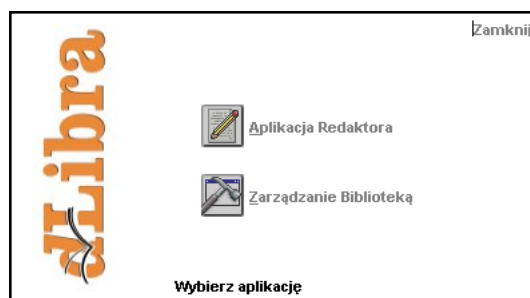 Zamknij
dLibra
Aplikacja Redaktora
Zarządzanie Biblioteką
Wybierz aplikację